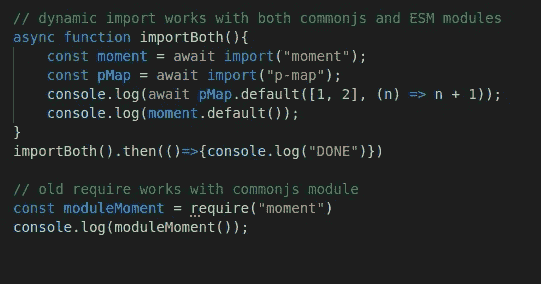 // dynamic import works with both commonjs and ESM modules
async function importBoth(){
    const moment = await import("moment");
    const pMap = await import("p-map");
    console.log(await pMap.default([1, 2], (n) => n + 1));
    console.log(moment.default());
}
importBoth().then(()=>{console.log("DONE")})
// old require works with commonjs module
const moduleMoment = require("moment")
console.log(moduleMoment());